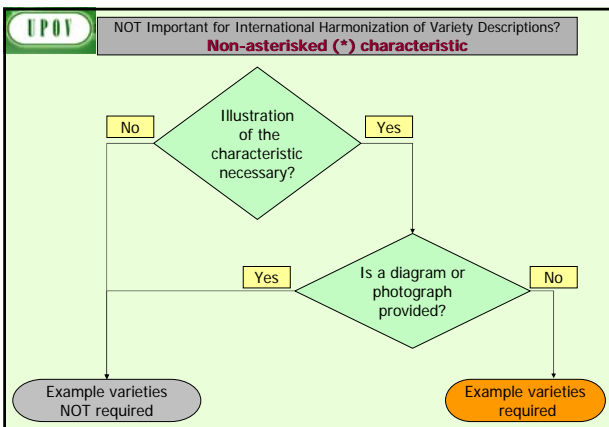 UPOV
NOT Important for International Harmonization of Variety Descriptions?
Non-asterisked (*) characteristic
No
Illustration
of the
characteristic
necessary?
Yes
Yes
Is a diagram or
photograph
provided?
No
Example varieties
NOT required
Example varieties
required